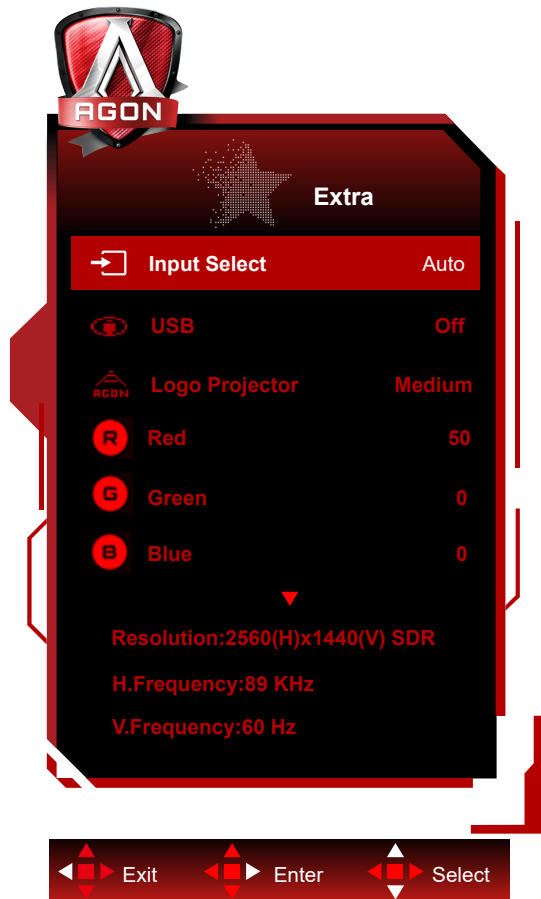 AGON
Extra
Input Select Auto
USB Off
AGON Logo Projector Medium
R Red 50
G Green 0
B Blue 0
Resolution:2560(H)x1440(V) SDR
H.Frequency:89 KHz
V.Frequency:60 Hz
Exit Enter Select